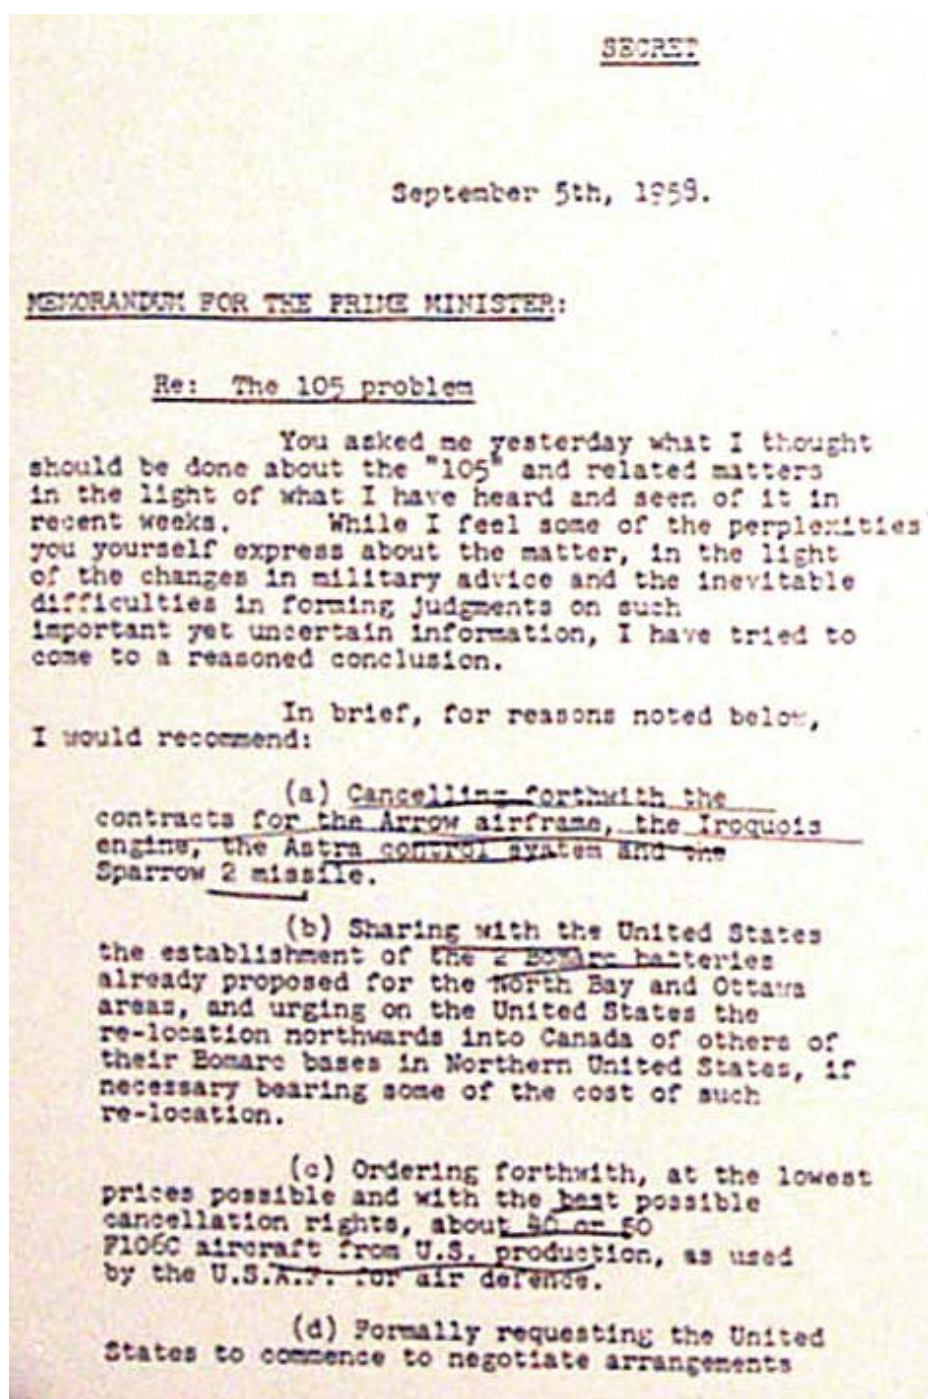 SECRET
September 5th, 1958.
MEMORANDUM FOR THE PRIME MINISTER:
Re: The 105 problem
You asked me yesterday what I thought
should be done about the "105" and related matters
in the light of what I have heard and seen of it in
recent weeks. While I feel some of the perplexities
you yourself express about the matter, in the light
of the changes in military advice and the inevitable
difficulties in forming judgments on such
important yet uncertain information, I have tried to
come to a reasoned conclusion.
In brief, for reasons noted below,
I would recommend:
(a) Cancelling forthwith the
contracts for the Arrow airframe, the Iroquois
engine, the Astra control system and the
Sparrow 2 missile.
(b) Sharing with the United States
the establishment of the 2 Bomarc batteries
already proposed for the North Bay and Ottawa
areas, and urging on the United States the
re-location northwards into Canada of others of
their Bomarc bases in Northern United States, if
necessary bearing some of the cost of such
re-location.
(c) Ordering forthwith, at the lowest
prices possible and with the best possible
cancellation rights, about 40 or 50
F106C aircraft from U.S. production, as used
by the U.S.A.F. for air defence.
(d) Formally requesting the United
States to commence to negotiate arrangements